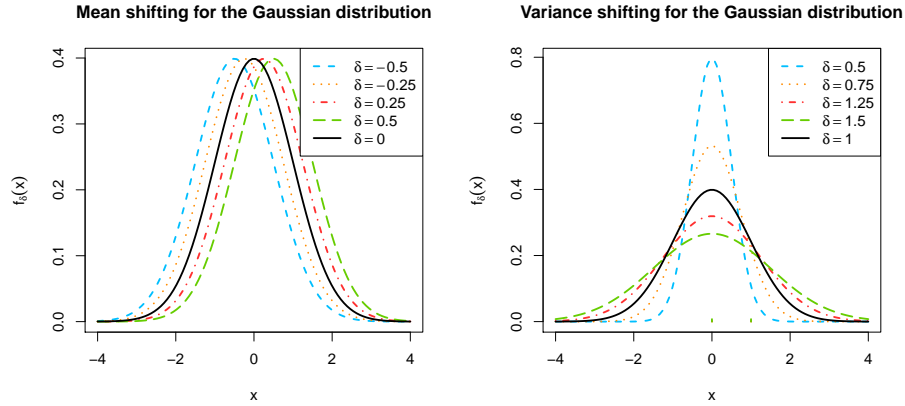 Mean shifting for the Gaussian distribution
0.4
0.3
0.2
0.1
0.0
f_δ(x)
−4
−2
0
2
4
x
δ = −0.5
δ = −0.25
δ = 0.25
δ = 0.5
δ = 0
Variance shifting for the Gaussian distribution
0.8
0.6
0.4
0.2
0.0
f_δ(x)
−4
−2
0
2
4
x
δ = 0.5
δ = 0.75
δ = 1.25
δ = 1.5
δ = 1